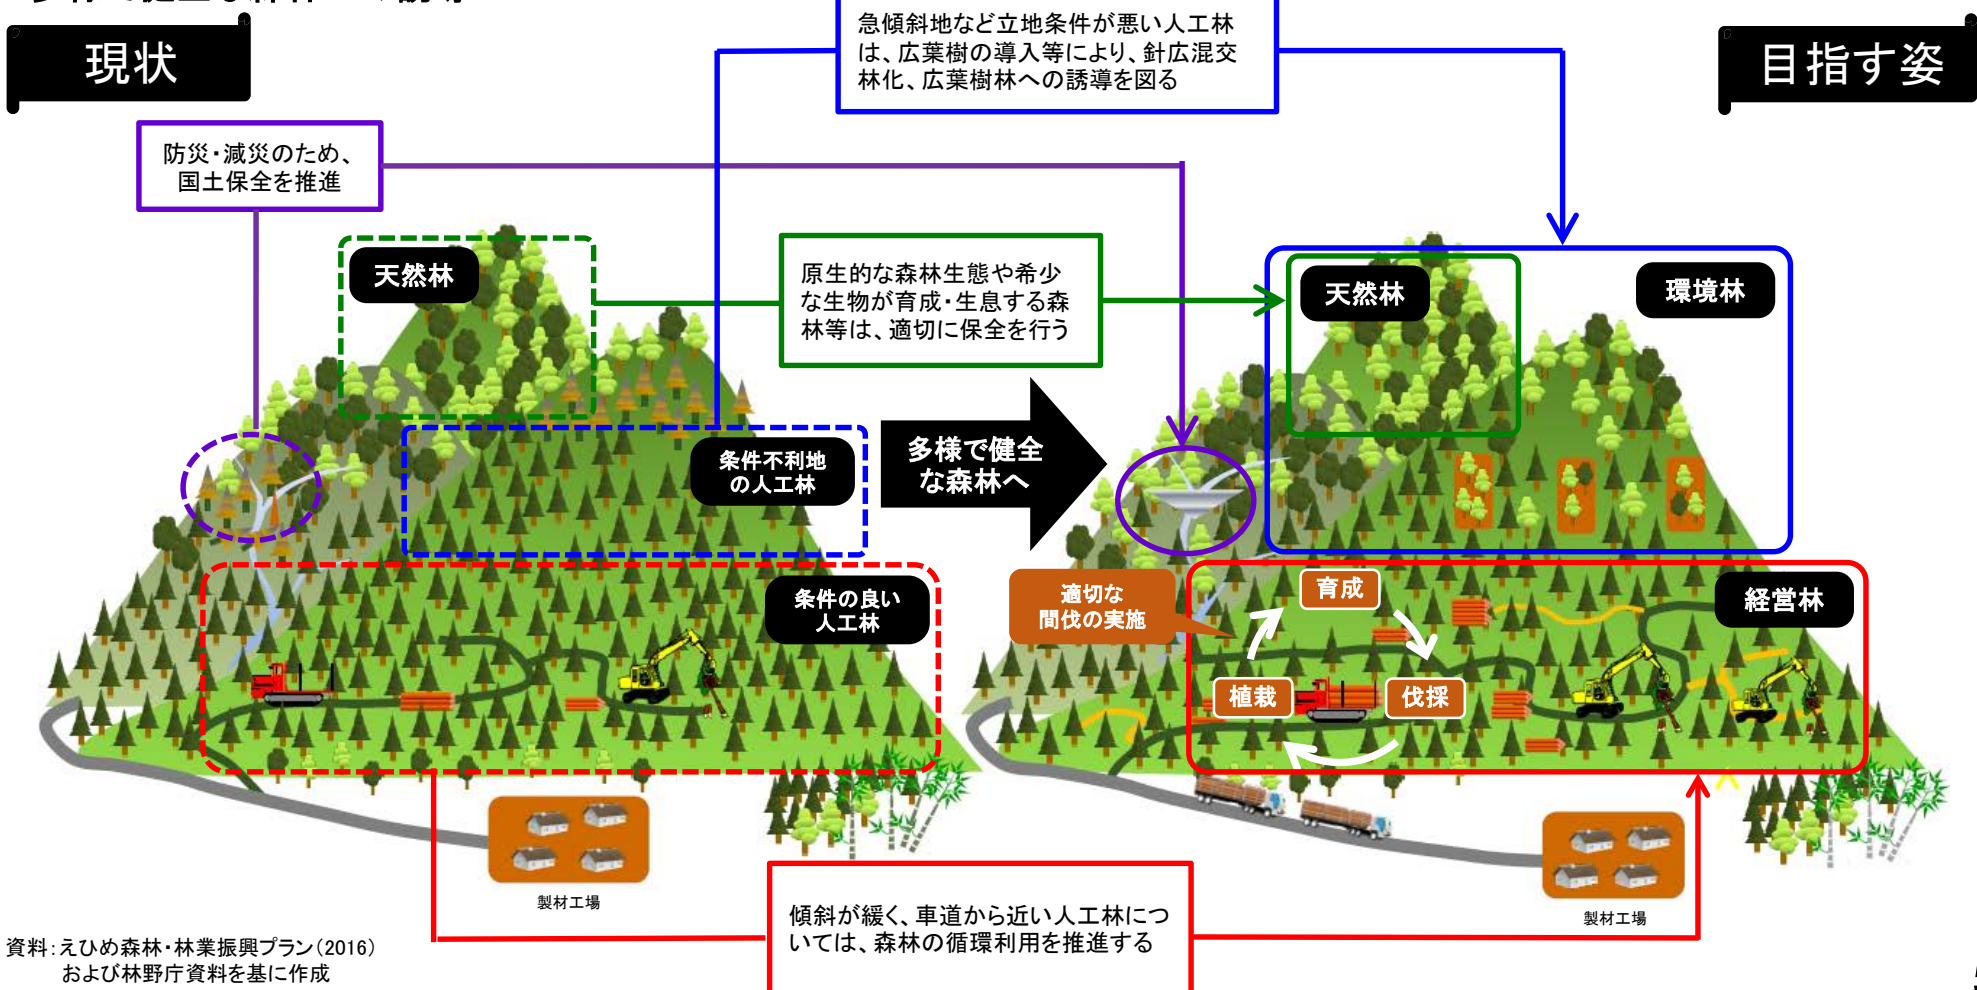 現状
急傾斜地など立地条件が悪い人工林
は、広葉樹の導入等により、針広混交
林化、広葉樹林への誘導を図る
目指す姿
防災・減災のため、
国土保全を推進
天然林
原生的な森林生態や希少
な生物が育成・生息する森
林等は、適切に保全を行う
天然林
環境林
条件不利地
の人工林
多様で健全
な森林へ
条件の良い
人工林
適切な
間伐の実施
育成
経営林
植栽
伐採
製材工場
製材工場
傾斜が緩く、車道から近い人工林につ
いては、森林の循環利用を推進する
資料：えひめ森林・林業振興プラン（2016）
および林野庁資料を基に作成